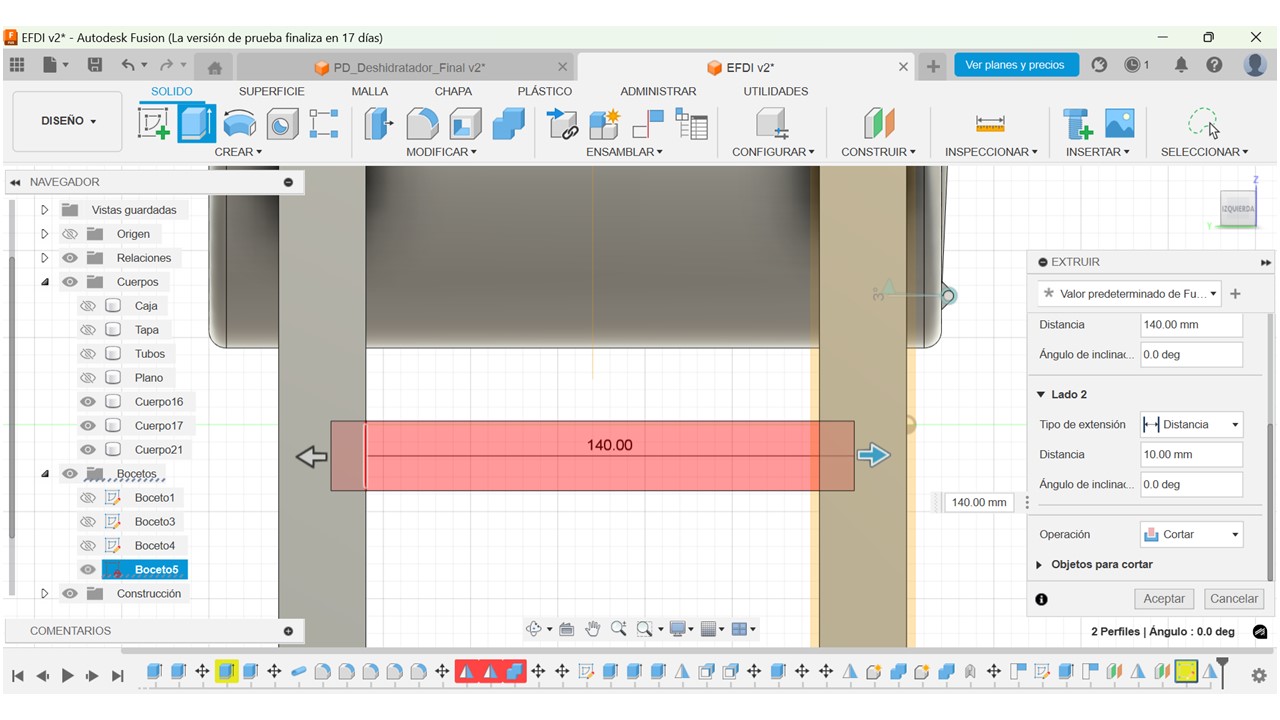 EFDI v2* - Autodesk Fusion (La versión de prueba finaliza en 17 días)
PD_Deshidratador_Final v2*
EFDI v2*
Ver planes y precios
1
SOLIDO
SUPERFICIE
MALLA
CHAPA
PLÁSTICO
ADMINISTRAR
UTILIDADES
DISEÑO
CREAR
MODIFICAR
ENSAMBLAR
CONFIGURAR
CONSTRUIR
INSPECCIONAR
INSERTAR
SELECCIONAR
NAVEGADOR
Vistas guardadas
Origen
Relaciones
Cuerpos
Caja
Tapa
Tubos
Plano
Cuerpo16
Cuerpo17
Cuerpo21
Bocetos
Boceto1
Boceto3
Boceto4
Boceto5
Construcción
COMENTARIOS
3°
140.00
140.00 mm
Z
IZQUIERDA
Y
EXTRUIR
Valor predeterminado de Fu...
Distancia
140.00 mm
Ángulo de inclinac...
0.0 deg
Lado 2
Tipo de extensión
Distancia
Distancia
10.00 mm
Ángulo de inclinac...
0.0 deg
Operación
Cortar
Objetos para cortar
Aceptar
Cancelar
2 Perfiles | Ángulo : 0.0 deg